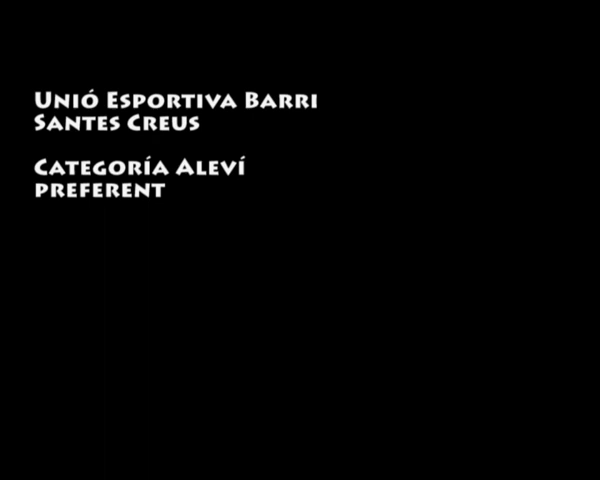 Unió Esportiva Barri
Santes Creus
Categoría Aleví
preferent